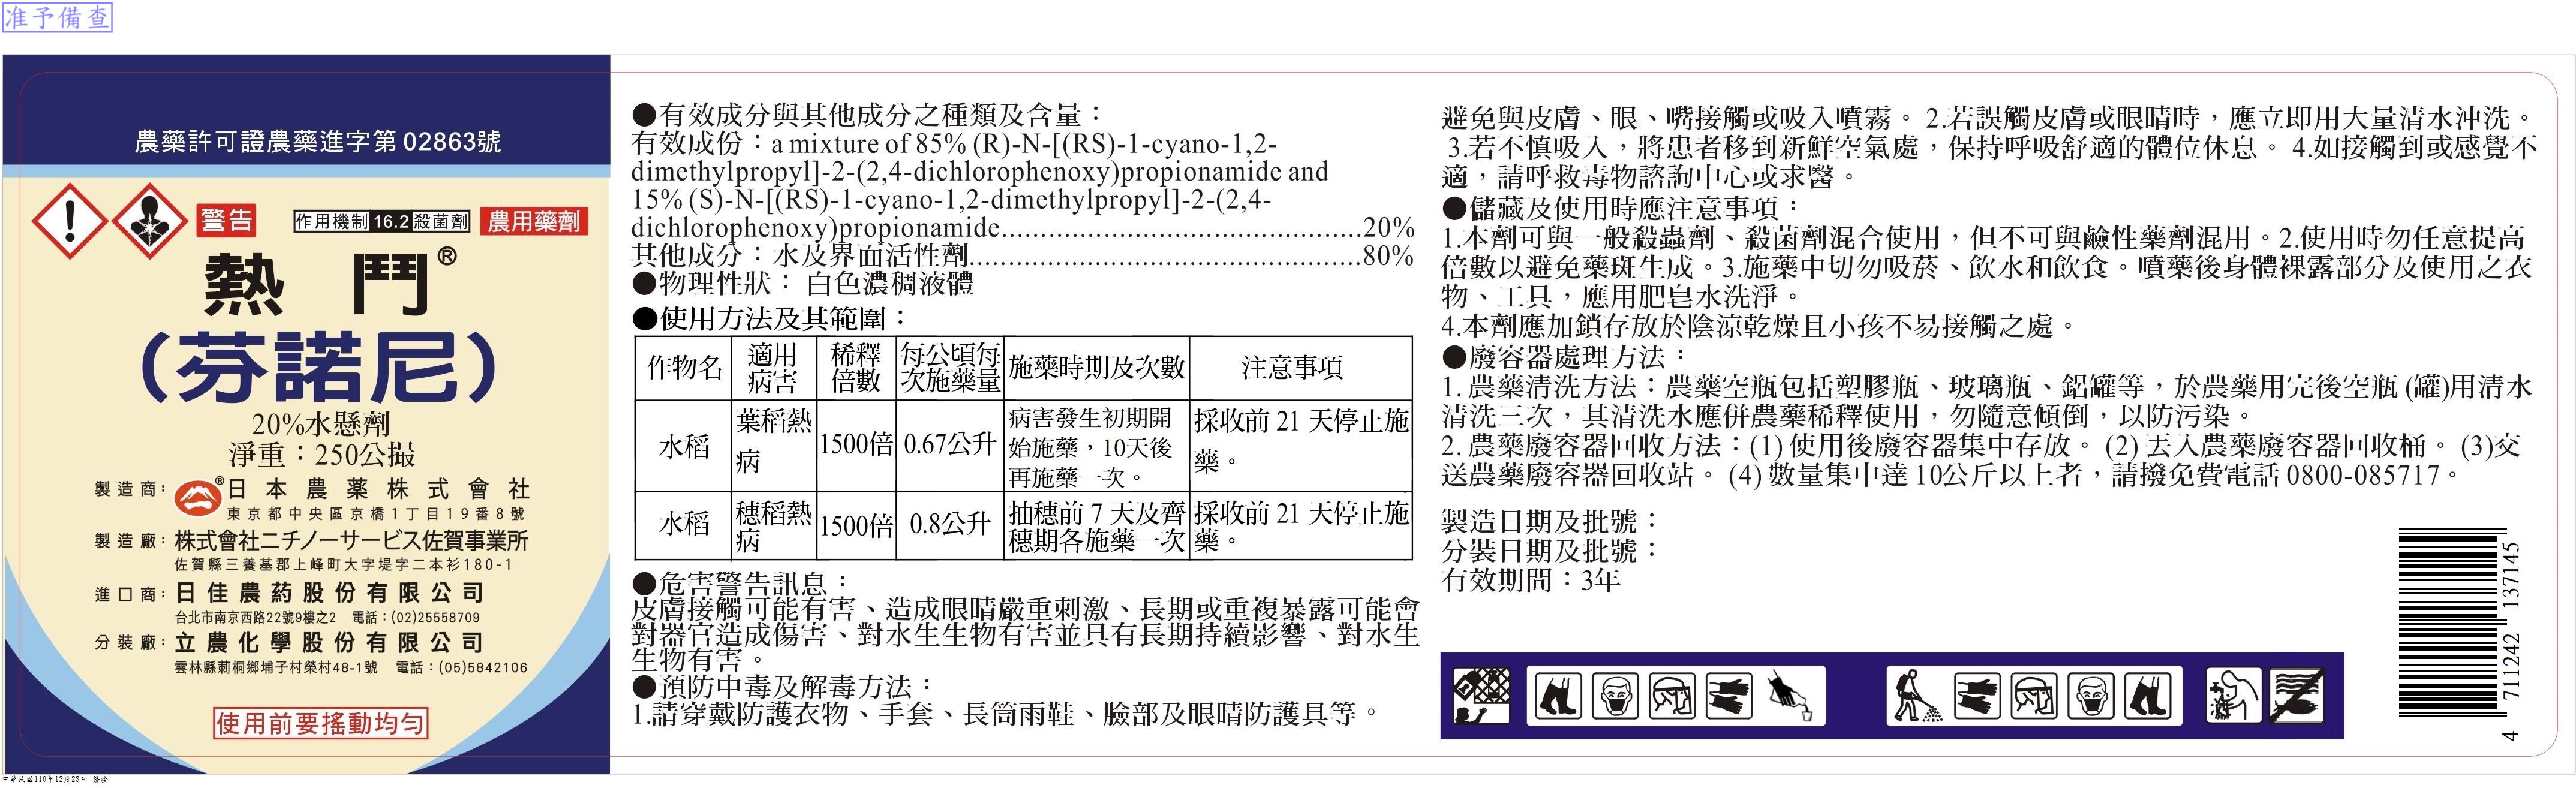 准予備查
農藥許可證農藥進字第 02863號
警告
作用機制 16.2 殺菌劑
農用藥劑
熱 鬥®
(芬諾尼)
20%水懸劑
淨重：250公撮
製造商：®日本農薬株式會社
東京都中央區京橋1丁目19番8號
製造廠：株式會社ニチノーサービス佐賀事業所
佐賀縣三養基郡上峰町大字堤字二本衫180-1
進口商：日佳農药股份有限公司
台北市南京西路22號9樓之2 電話：(02)25558709
分裝廠：立農化學股份有限公司
雲林縣莿桐鄉埔子村榮村48-1號 電話：(05)5842106
使用前要搖動均勻
中華民國110年12月23日 簽發
●有效成分與其他成分之種類及含量：
有效成份：a mixture of 85% (R)-N-[(RS)-1-cyano-1,2-
dimethylpropyl]-2-(2,4-dichlorophenoxy)propionamide and
15% (S)-N-[(RS)-1-cyano-1,2-dimethylpropyl]-2-(2,4-
dichlorophenoxy)propionamide..............................................20%
其他成分：水及界面活性劑..................................................80%
●物理性狀： 白色濃稠液體
●使用方法及其範圍：
作物名 適用病害 稀釋倍數 每公頃每次施藥量 施藥時期及次數 注意事項
水稻 葉稻熱病 1500倍 0.67公升 病害發生初期開始施藥，10天後再施藥一次。 採收前 21 天停止施藥。
水稻 穗稻熱病 1500倍 0.8公升 抽穗前 7 天及齊穗期各施藥一次 採收前 21 天停止施藥。
●危害警告訊息：
皮膚接觸可能有害、造成眼睛嚴重刺激、長期或重複暴露可能會
對器官造成傷害、對水生生物有害並具有長期持續影響、對水生
生物有害。
●預防中毒及解毒方法：
1.請穿戴防護衣物、手套、長筒雨鞋、臉部及眼睛防護具等。
避免與皮膚、眼、嘴接觸或吸入噴霧。 2.若誤觸皮膚或眼睛時，應立即用大量清水沖洗。
3.若不慎吸入，將患者移到新鮮空氣處，保持呼吸舒適的體位休息。 4.如接觸到或感覺不
適，請呼救毒物諮詢中心或求醫。
●儲藏及使用時應注意事項：
1.本劑可與一般殺蟲劑、殺菌劑混合使用，但不可與鹼性藥劑混用。2.使用時勿任意提高
倍數以避免藥斑生成。3.施藥中切勿吸菸、飲水和飲食。噴藥後身體裸露部分及使用之衣
物、工具，應用肥皂水洗淨。
4.本劑應加鎖存放於陰涼乾燥且小孩不易接觸之處。
●廢容器處理方法：
1. 農藥清洗方法：農藥空瓶包括塑膠瓶、玻璃瓶、鋁罐等，於農藥用完後空瓶 (罐)用清水
清洗三次，其清洗水應併農藥稀釋使用，勿隨意傾倒，以防污染。
2. 農藥廢容器回收方法：(1) 使用後廢容器集中存放。 (2) 丟入農藥廢容器回收桶。 (3)交
送農藥廢容器回收站。 (4) 數量集中達 10公斤以上者，請撥免費電話 0800-085717。
製造日期及批號：
分裝日期及批號：
有效期間：3年
4 711242 137145